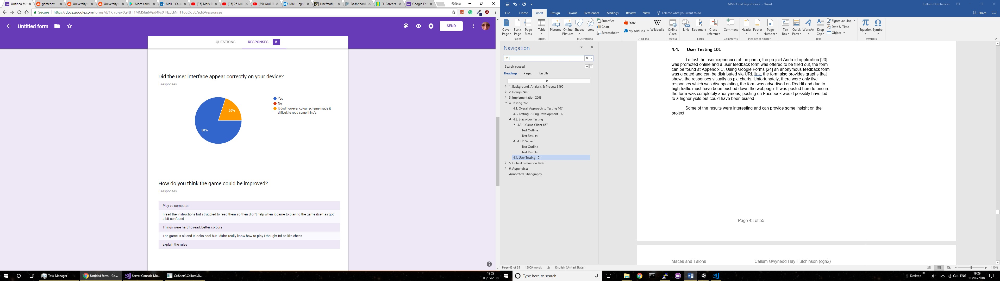 Untitled for
gamedev -
University M
University
Maces and
Mail – Callu
(35) Mark R
(35) 25 MIL
(35) YouTu
Mail – cgh2
Hnefatafl |
Dashboard
EE Careers
Google For
Callum
Secure
https://docs.google.com/forms/d/1K_r0-pv0g4tHi1MM5lui6Vpd4Ps0_NzcLMm1TugOq58/edit#responses
Untitled form
SEND
QUESTIONS
RESPONSES 5
Did the user interface appear correctly on your device?
5 responses
Yes
No
It dud however colour scheme made it
difficult to read some thing's
20%
80%
How do you think the game could be improved?
5 responses
Play vs computer.
I read the instructions but struggled to read them so then didn't help when it came to playing the game itself as got
a bit confused
Things were hard to read, better colours
The game is ok and it looks cool but I didn't really know how to play i thought itd be like chess
explain the rules
Task Manager
Untitled form - Go...
Server Console Mo...
C:\Users\Callum\D...
19:29
03/05/2018
MMP Final Report.docx - Word
Callum Hutchinson
File Home Insert Design Layout References Mailings Review View Tell me what you want to do Share
Cover Page
Blank Page
Page Break
Pages
Table
Tables
Pictures
Online Pictures
Shapes
Icons
SmartArt
Chart
Screenshot
Illustrations
Store
My Add-ins
Wikipedia
Add-ins
Online Video
Media
Link
Bookmark
Cross-reference
Links
Comment
Comments
Header
Footer
Page Number
Header & Footer
Text Box
Quick Parts
WordArt
Drop Cap
Signature Line
Date & Time
Object
Text
Equation
Symbol
Symbols
Navigation
[21]
Search paused
Headings Pages Results
1. Background, Analysis & Process 3490
2. Design 2497
3. Implementation 2668
4. Testing 992
4.1. Overall Approach to Testing 107
4.2. Testing During Development 117
4.3. Black-box Testing
4.3.1. Game Client 667
Test Outline
Test Results
4.3.2. Server
Test Outline
Test Results
4.4. User Testing 101
5. Critical Evaluation 1696
6. Appendices
Annotated Bibliography
4.4. User Testing 101
To test the user experience of the game, the project Android application [23]
was promoted online and a user feedback form was offered to be filled out, the form
can be found at Appendix C. Using Google Forms [24] an anonymous feedback form
was created and can be distributed via URL link, the form also provides graphs that
shows the responses visually as pie charts. Unfortunately, there were only five
responses which was disappointing, the form was advertised on Reddit and due to
high traffic must have been pushed down the webpage. It was posted here to ensure
the form was completely anonymous, posting on Facebook would possibly have led
to a higher yield but could have been biased.
Some of the results were interesting and can provide some insight on the
project
Page 43 of 55
Maces and Talons
Callum Gwynedd Hay Hutchinson (cgh2)
Page 43 of 55
13009 words
English (United States)
110%
Type here to search
Desktop
ENG
19:29
03/05/2018